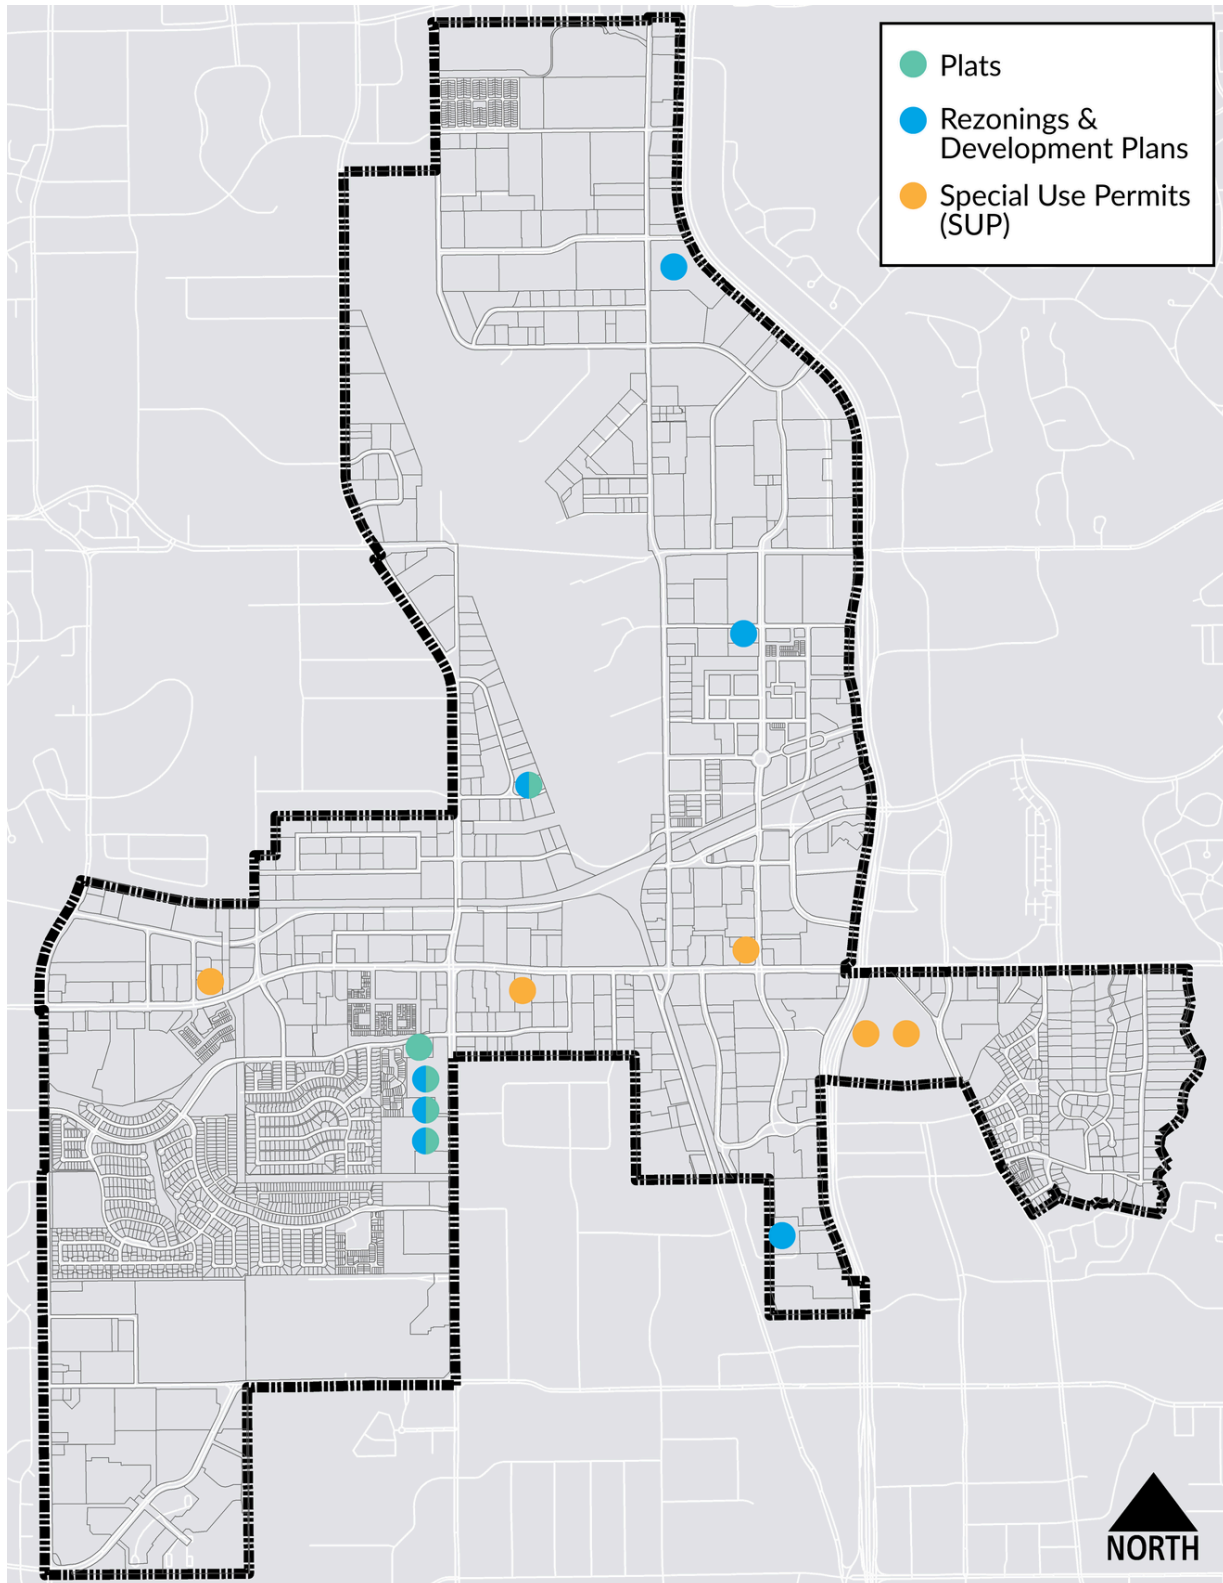 Plats
Rezonings &
Development Plans
Special Use Permits
(SUP)
NORTH